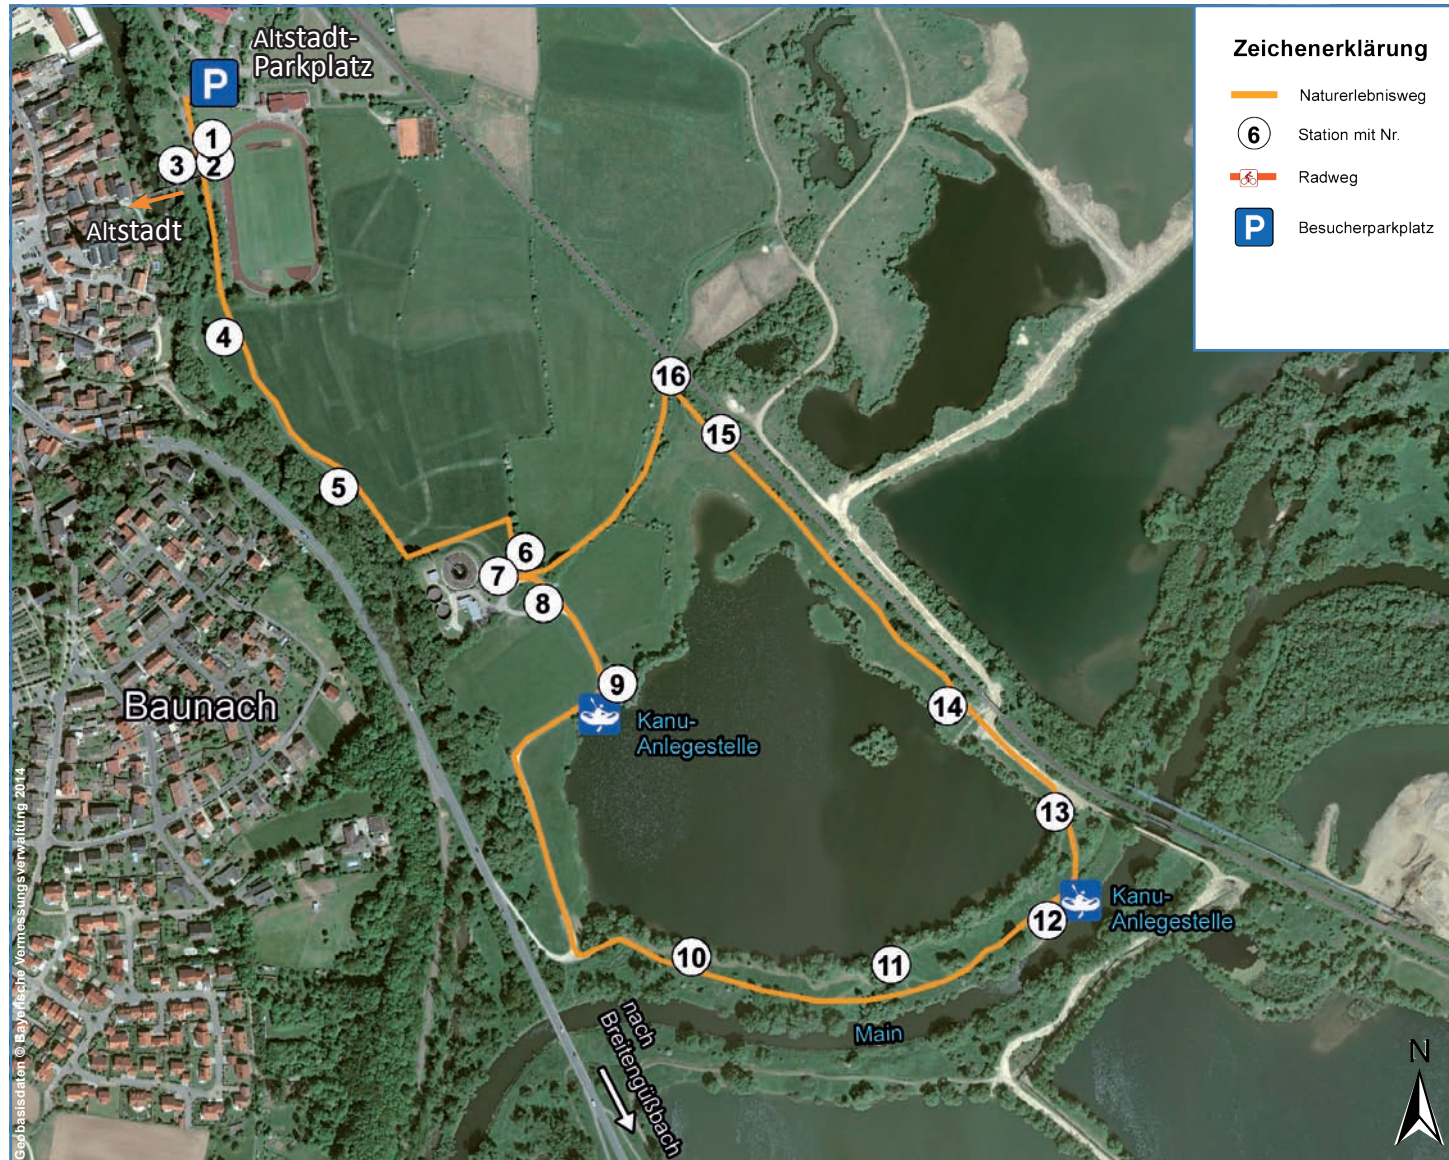 Altstadt-
Parkplatz
P
1
2
3
Altstadt
4
5
6
7
8
9
Kanu-
Anlegestelle
Baunach
10
11
12
Kanu-
Anlegestelle
13
14
15
16
Main
nach
Breitengüßbach
N
Geobasisdaten © Bayerische Vermessungsverwaltung 2014
Zeichenerklärung
Naturerlebnisweg
6 Station mit Nr.
Radweg
P Besucherparkplatz